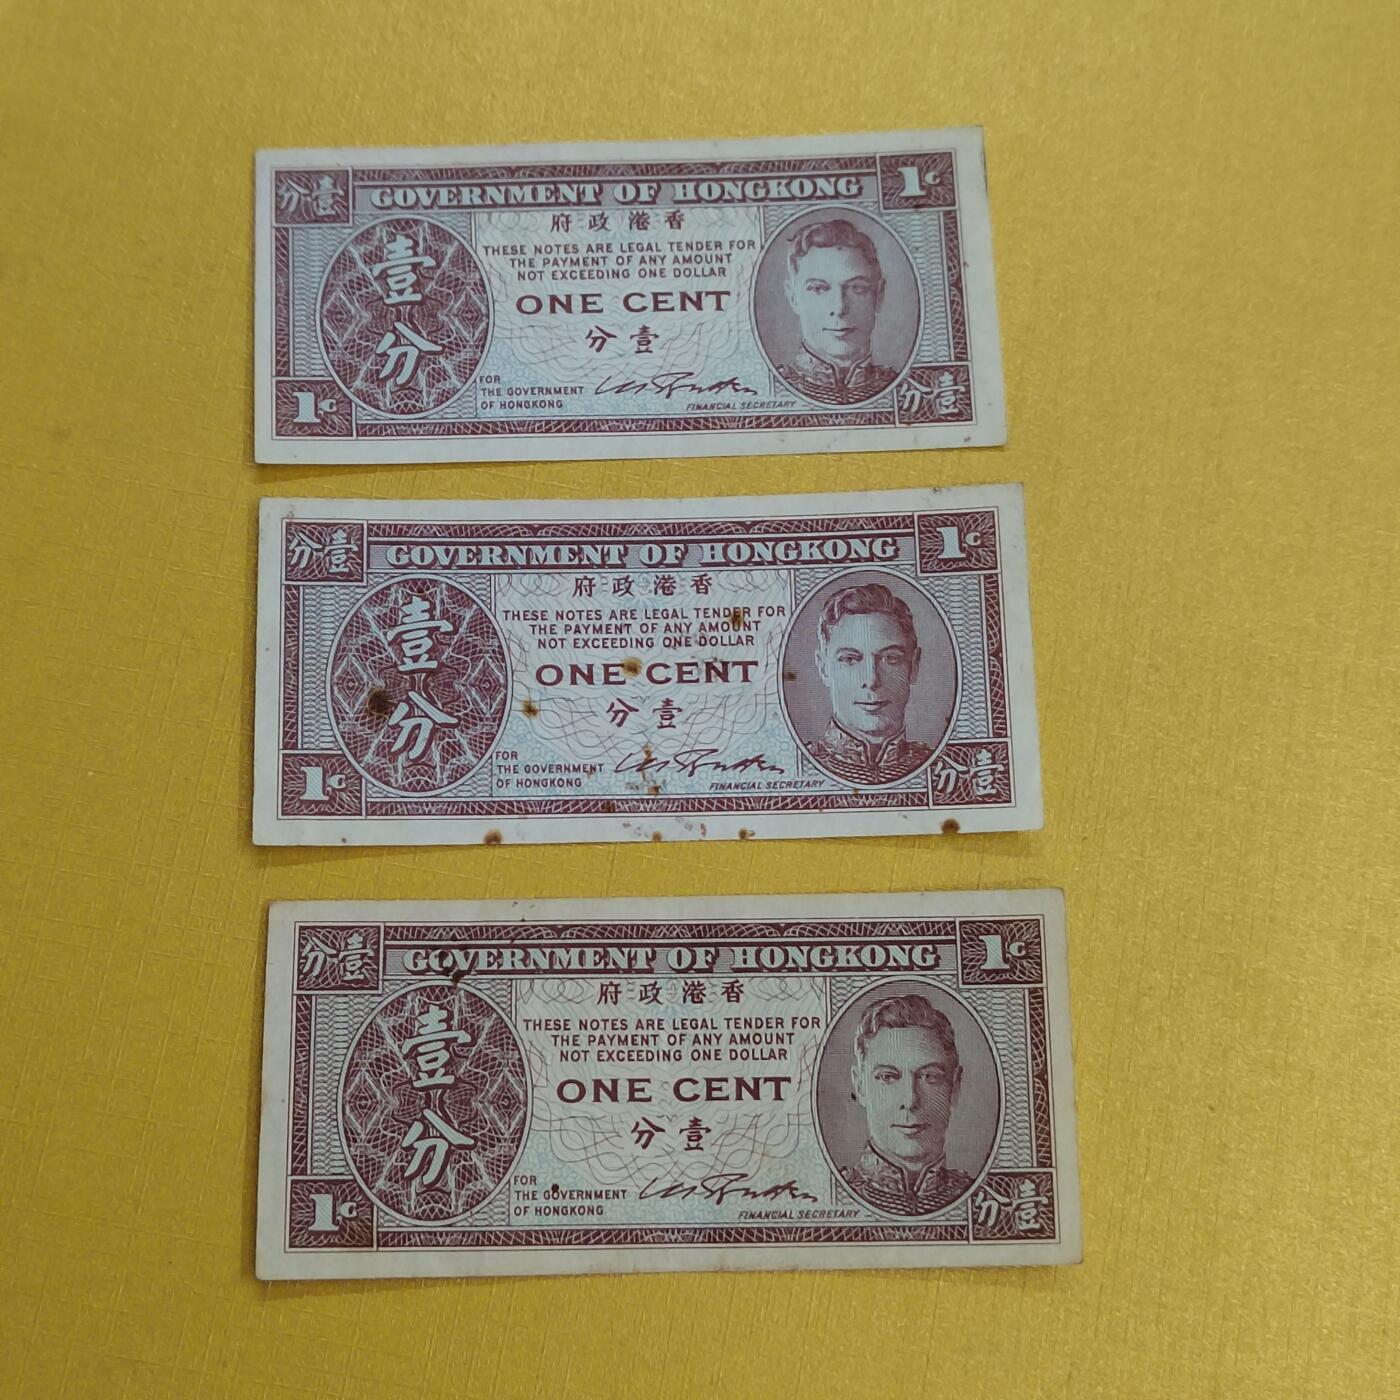 分壹
GOVERNMENT OF HONGKONG
1c
府政港香
THESE NOTES ARE LEGAL TENDER FOR
THE PAYMENT OF ANY AMOUNT
NOT EXCEEDING ONE DOLLAR
壹
分
ONE CENT
分壹
FOR
THE GOVERNMENT
OF HONGKONG
FINANCIAL SECRETARY
1c
分壹
分壹
GOVERNMENT OF HONGKONG
1c
府政港香
THESE NOTES ARE LEGAL TENDER FOR
THE PAYMENT OF ANY AMOUNT
NOT EXCEEDING ONE DOLLAR
壹
分
ONE CENT
分壹
FOR
THE GOVERNMENT
OF HONGKONG
FINANCIAL SECRETARY
1c
分壹
分壹
GOVERNMENT OF HONGKONG
1c
府政港香
THESE NOTES ARE LEGAL TENDER FOR
THE PAYMENT OF ANY AMOUNT
NOT EXCEEDING ONE DOLLAR
壹
分
ONE CENT
分壹
FOR
THE GOVERNMENT
OF HONGKONG
FINANCIAL SECRETARY
1c
分壹